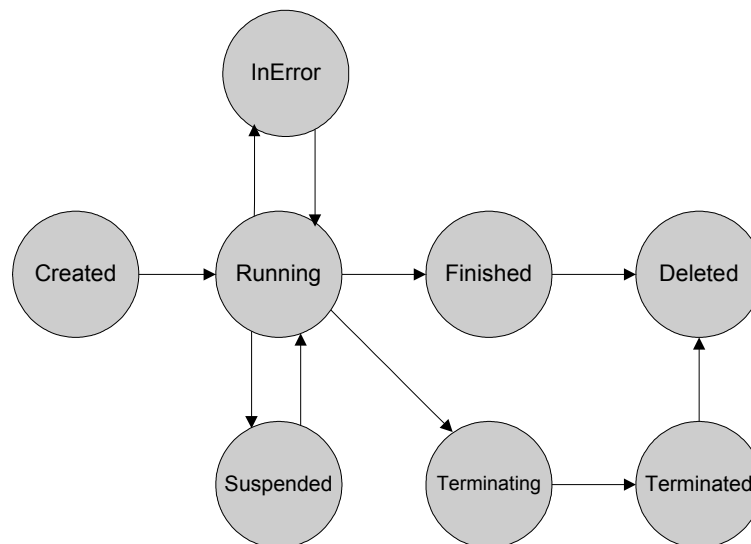 InError
Created
Running
Finished
Deleted
Suspended
Terminating
Terminated